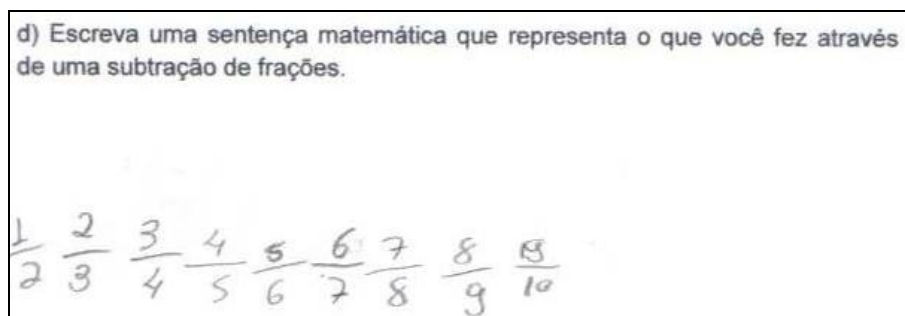 d) Escreva uma sentença matemática que representa o que você fez através
de uma subtração de frações.
1/2 2/3 3/4 4/5 5/6 6/7 7/8 8/9 9/10